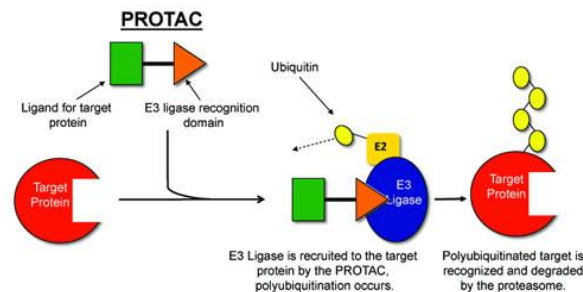 PROTAC
Ligand for target
protein
E3 ligase recognition
domain
Ubiquitin
E2
Target
Protein
E3
Ligase
Target
Protein
E3 Ligase is recruited to the target
protein by the PROTAC,
polyubiquitination occurs.
Polyubiquitinated target is
recognized and degraded
by the proteasome.